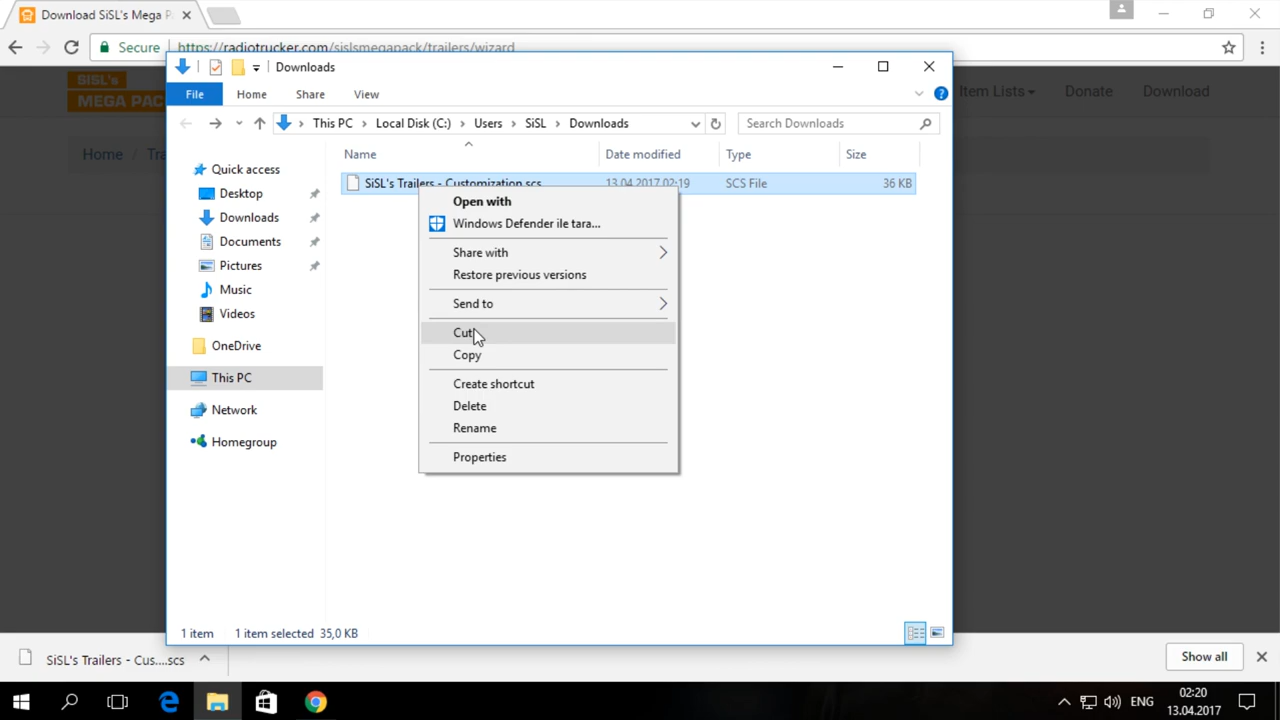 Download SiSL's Mega P
Secure
https://radiotrucker.com/sislsmegapack/trailers/wizard
SISL's
MEGA PAC
Item Lists
Donate
Download
Home / Tra
Downloads
File
Home
Share
View
This PC
Local Disk (C:)
Users
SiSL
Downloads
Search Downloads
Name
Date modified
Type
Size
SiSL's Trailers - Customization.scs
13.04.2017 02:19
SCS File
36 KB
Quick access
Desktop
Downloads
Documents
Pictures
Music
Videos
OneDrive
This PC
Network
Homegroup
Open with
Windows Defender ile tara...
Share with
Restore previous versions
Send to
Cut
Copy
Create shortcut
Delete
Rename
Properties
1 item
1 item selected 35,0 KB
SiSL's Trailers - Cus....scs
Show all
ENG
02:20
13.04.2017